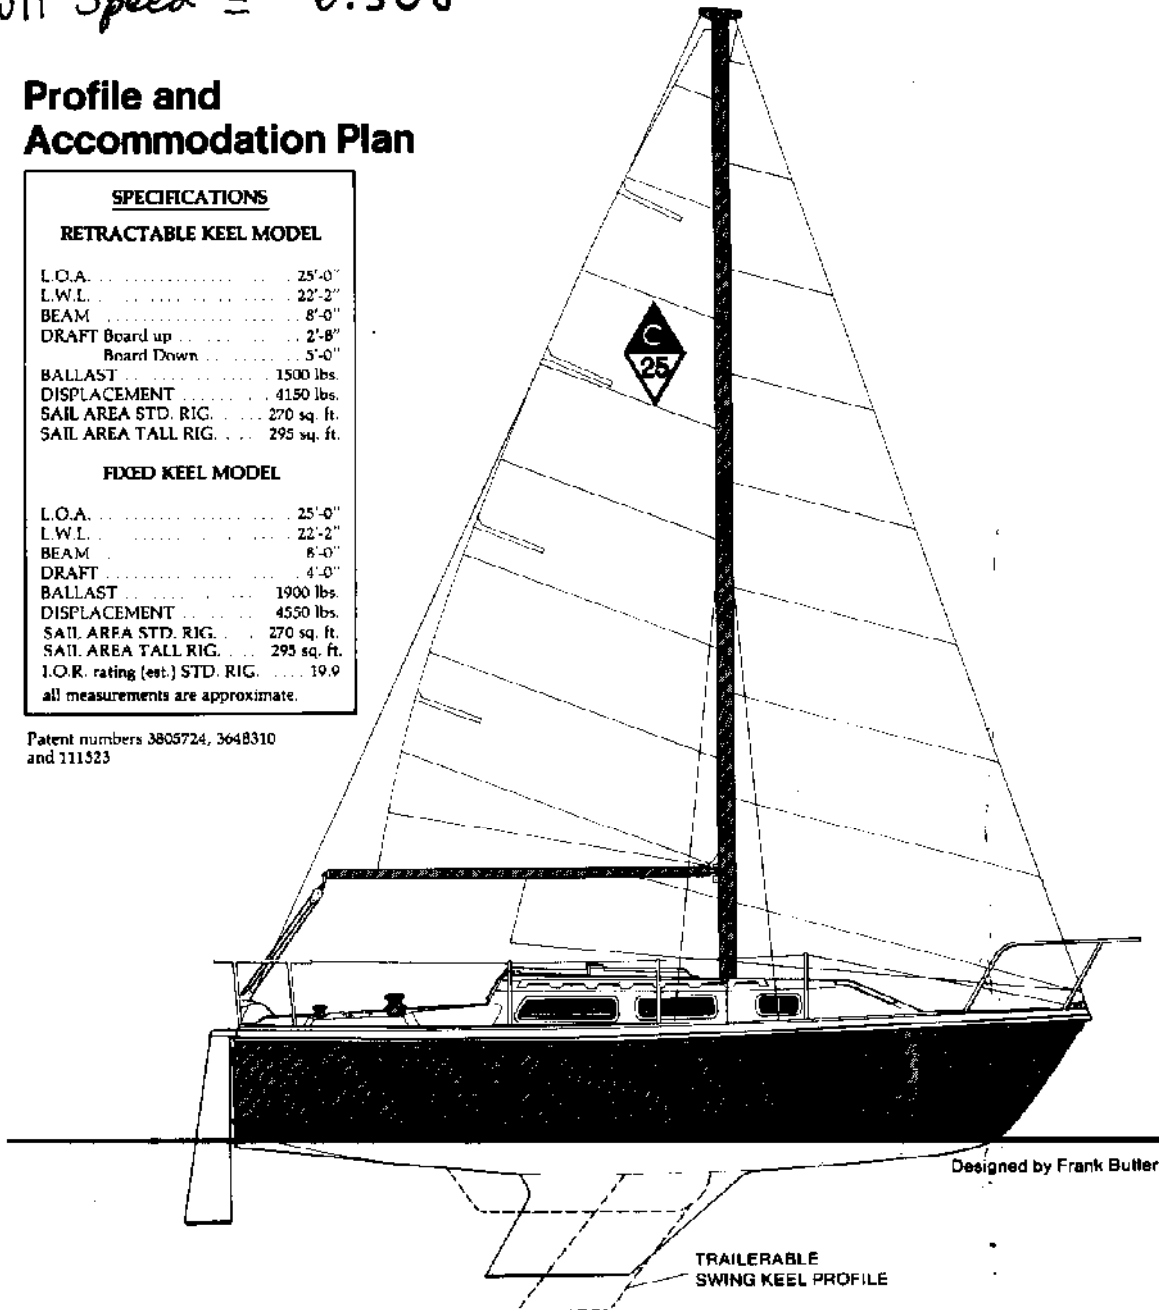 Speed = 6.308
Profile and
Accommodation Plan
SPECIFICATIONS
RETRACTABLE KEEL MODEL
L.O.A. . . . . . . . . . . . . . . . . 25'-0"
L.W.L. . . . . . . . . . . . . . . . . 22'-2"
BEAM . . . . . . . . . . . . . . . . . 8'-0"
DRAFT Board up . . . . . . . . . . . 2'-8"
Board Down . . . . . . . . . 5'-0"
BALLAST . . . . . . . . . . . . . 1500 lbs.
DISPLACEMENT . . . . . . . . 4150 lbs.
SAIL AREA STD. RIG. . . . . . 270 sq. ft.
SAIL AREA TALL RIG. . . . . 295 sq. ft.
FIXED KEEL MODEL
L.O.A. . . . . . . . . . . . . . . . . 25'-0"
L.W.L. . . . . . . . . . . . . . . . . 22'-2"
BEAM . 8'-0"
DRAFT . . . . . . . . . . . . . . . . . 4'-0"
BALLAST . . . . . . . . . . . . . 1900 lbs.
DISPLACEMENT . . . . . . . . 4550 lbs.
SAIL AREA STD. RIG. . . . 270 sq. ft.
SAIL AREA TALL RIG. . . . . 295 sq. ft.
I.O.R. rating (est.) STD. RIG. . . . . 19.9
all measurements are approximate.
Patent numbers 3805724, 3648310
and 111523
C
25
Designed by Frank Butler
TRAILERABLE
SWING KEEL PROFILE